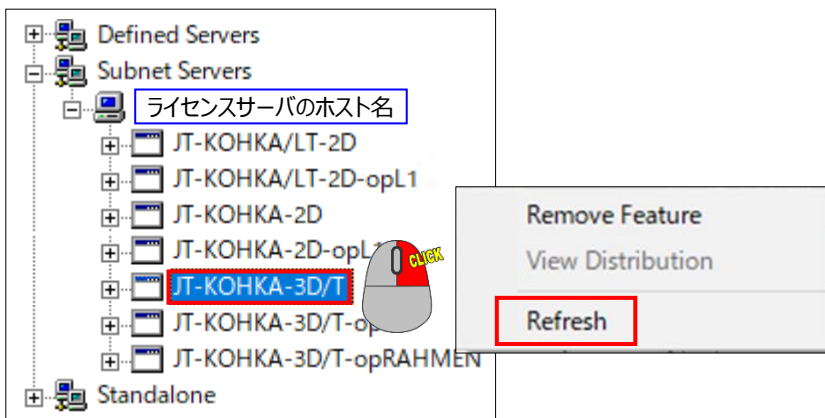 Defined Servers
Subnet Servers
ライセンスサーバのホスト名
JT-KOHKA/LT-2D
JT-KOHKA/LT-2D-opL1
JT-KOHKA-2D
JT-KOHKA-2D-opL1
JT-KOHKA-3D/T
JT-KOHKA-3D/T-op
JT-KOHKA-3D/T-opRAHMEN
Standalone
CLICK
Remove Feature
View Distribution
Refresh